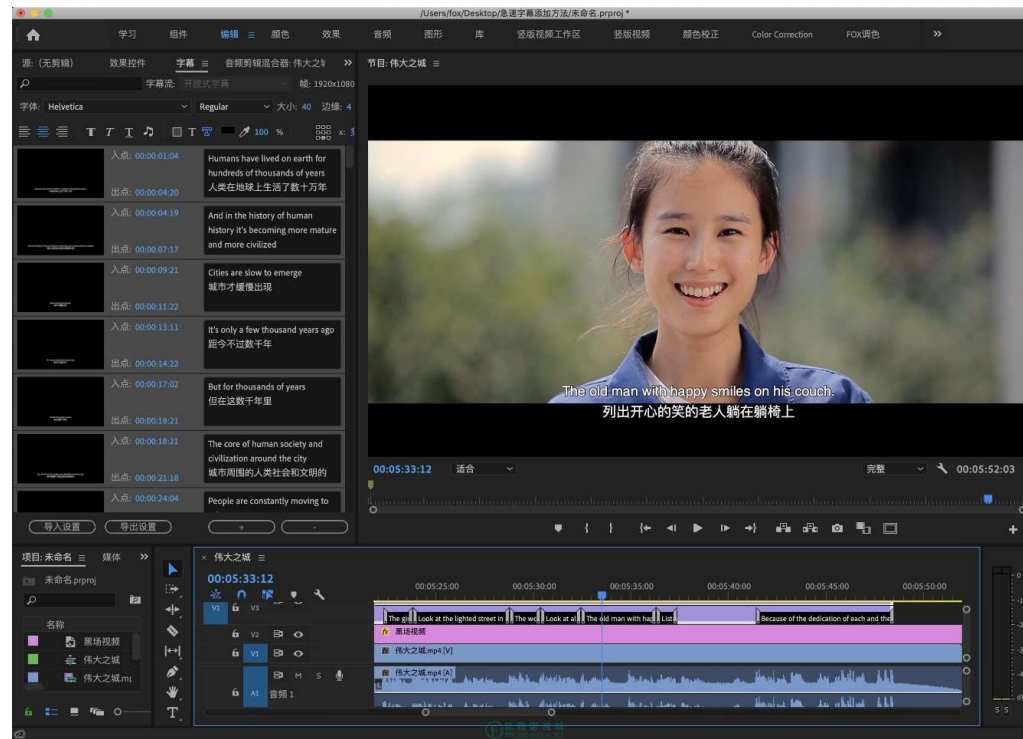 /Users/fox/Desktop/急速字幕添加方法/未命名.prproj *
学习 组件 编辑 颜色 效果 音频 图形 库 竖版视频工作区 竖版视频 颜色校正 Color Correction FOX调色
源: (无剪辑) 效果控件 字幕 音频剪辑混合器: 伟大之
字幕流: 开放式字幕 帧: 1920x1080
字体: Helvetica Regular 大小: 40 边缘: 4
100 % x:
入点: 00:00:01:04
出点: 00:00:04:20
Humans have lived on earth for
hundreds of thousands of years
人类在地球上生活了数十万年
入点: 00:00:04:19
出点: 00:00:07:17
And in the history of human
history it's becoming more mature
and more civilized
入点: 00:00:09:21
出点: 00:00:11:22
Cities are slow to emerge
城市才缓慢出现
入点: 00:00:13:11
出点: 00:00:14:22
It's only a few thousand years ago
距今不过数千年
入点: 00:00:17:02
出点: 00:00:18:21
But for thousands of years
但在这数千年里
入点: 00:00:18:21
出点: 00:00:21:18
The core of human society and
civilization around the city
城市周围的人类社会和文明的
入点: 00:00:24:04
People are constantly moving to
导入设置 导出设置 + -
节目: 伟大之城
The old man with happy smiles on his couch.
列出开心的笑的老人躺在躺椅上
00:05:33:12 适合 完整 00:05:52:03
项目: 未命名 媒体
未命名.prproj
名称
黑场视频
伟大之城
伟大之城.m
× 伟大之城
00:05:33:12
00:05:25:00 00:05:30:00 00:05:35:00 00:05:40:00 00:05:45:00 00:05:50:00
V1 V3
The gi Look at the lighted street in The wo Look at al The old man with hap List Because of the dedication of each and the
V2 fx 黑场视频
V1 V1 fx 伟大之城.mp4 [V]
M S fx 伟大之城.mp4 [A]
A1 音频 1
L
S S